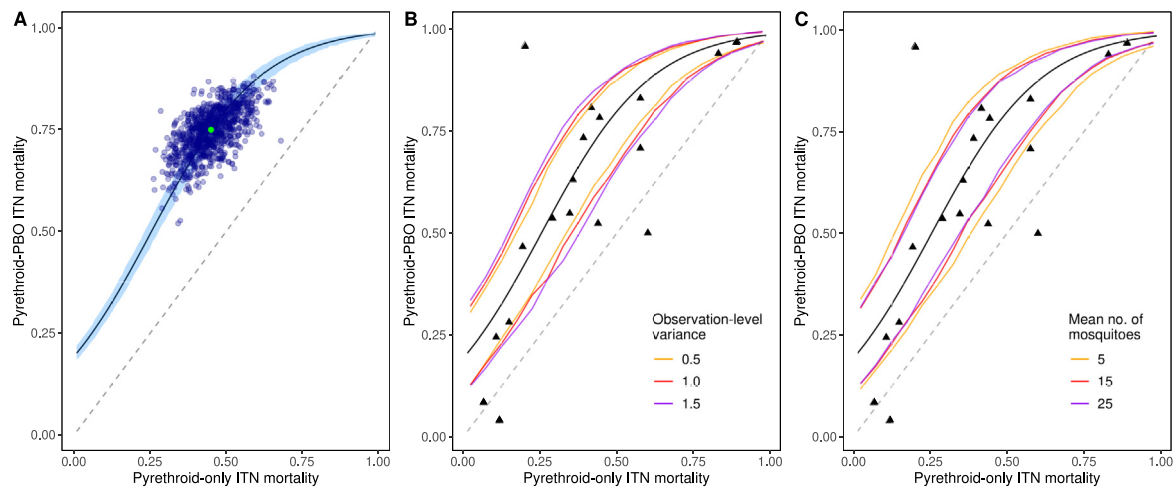 A
Pyrethroid-PBO ITN mortality
1.00
0.75
0.50
0.25
0.00
0.00 0.25 0.50 0.75 1.00
Pyrethroid-only ITN mortality
B
Pyrethroid-PBO ITN mortality
1.00
0.75
0.50
0.25
0.00
Observation-level
variance
0.5
1.0
1.5
0.00 0.25 0.50 0.75 1.00
Pyrethroid-only ITN mortality
C
Pyrethroid-PBO ITN mortality
1.00
0.75
0.50
0.25
0.00
Mean no. of
mosquitoes
5
15
25
0.00 0.25 0.50 0.75 1.00
Pyrethroid-only ITN mortality